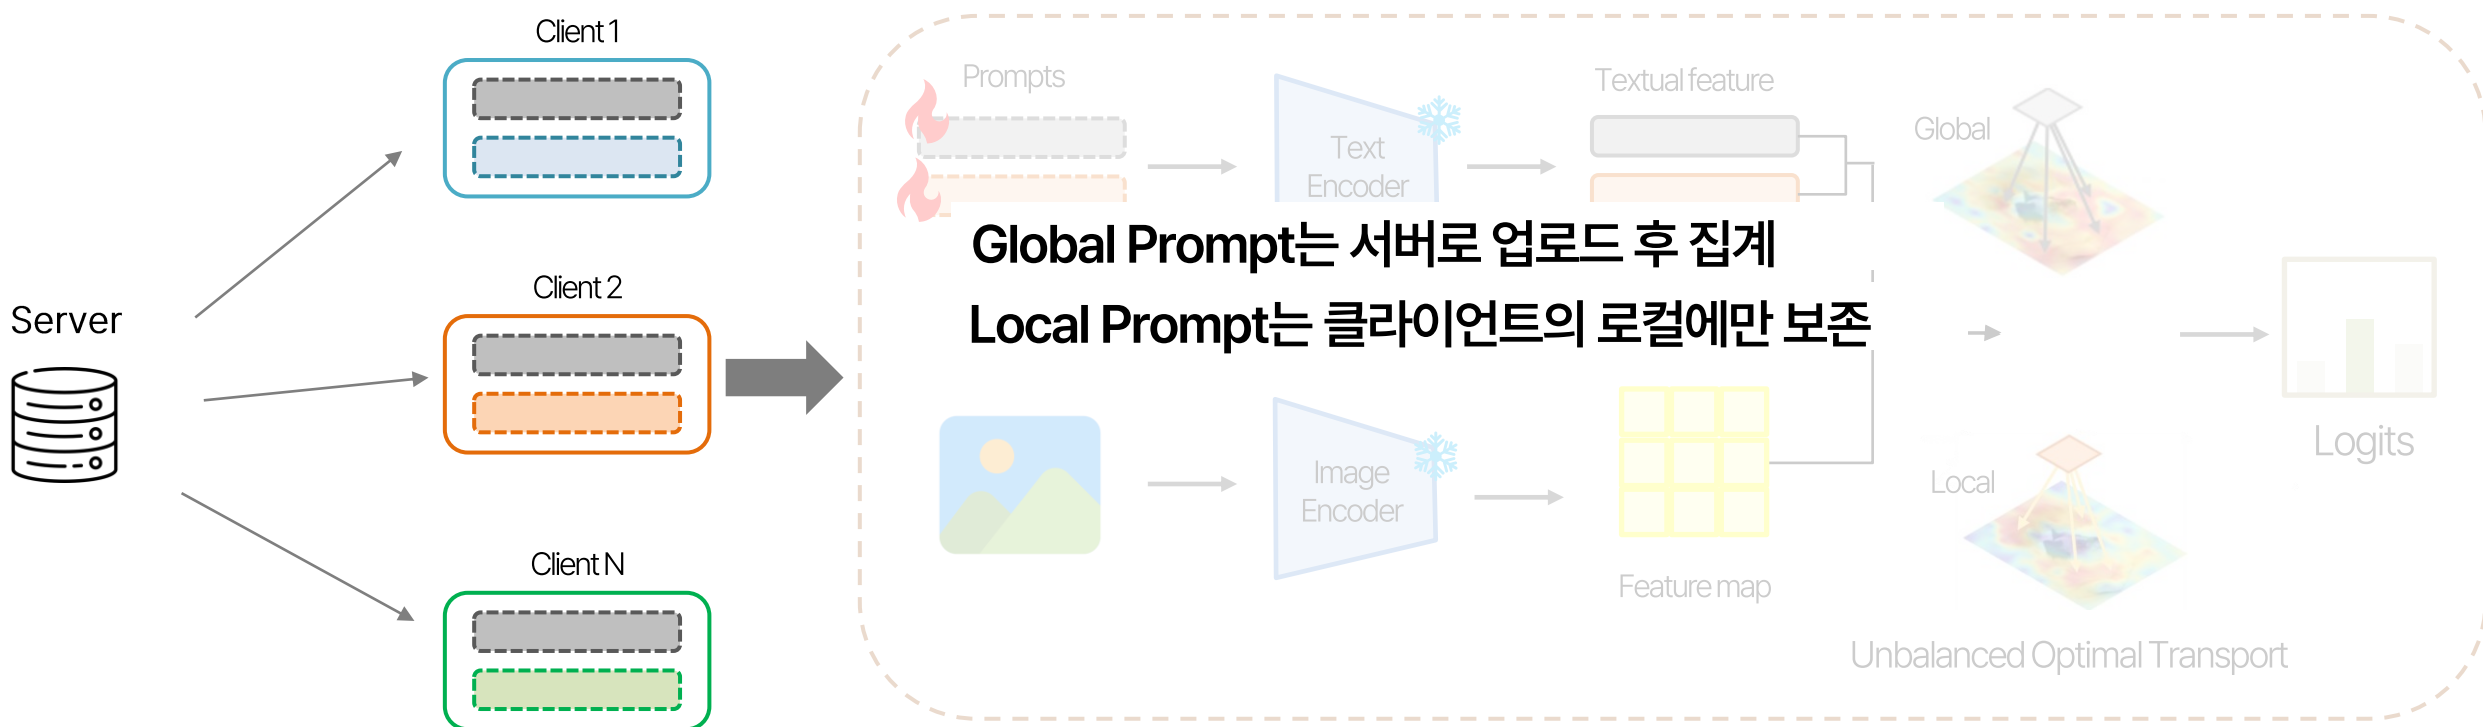 Client 1
Client 2
Client N
Server
Prompts
Text
Encoder
Textual feature
Global
Global Prompt는 서버로 업로드 후 집계
Local Prompt는 클라이언트의 로컬에만 보존
Image
Encoder
Feature map
Local
Logits
Unbalanced Optimal Transport